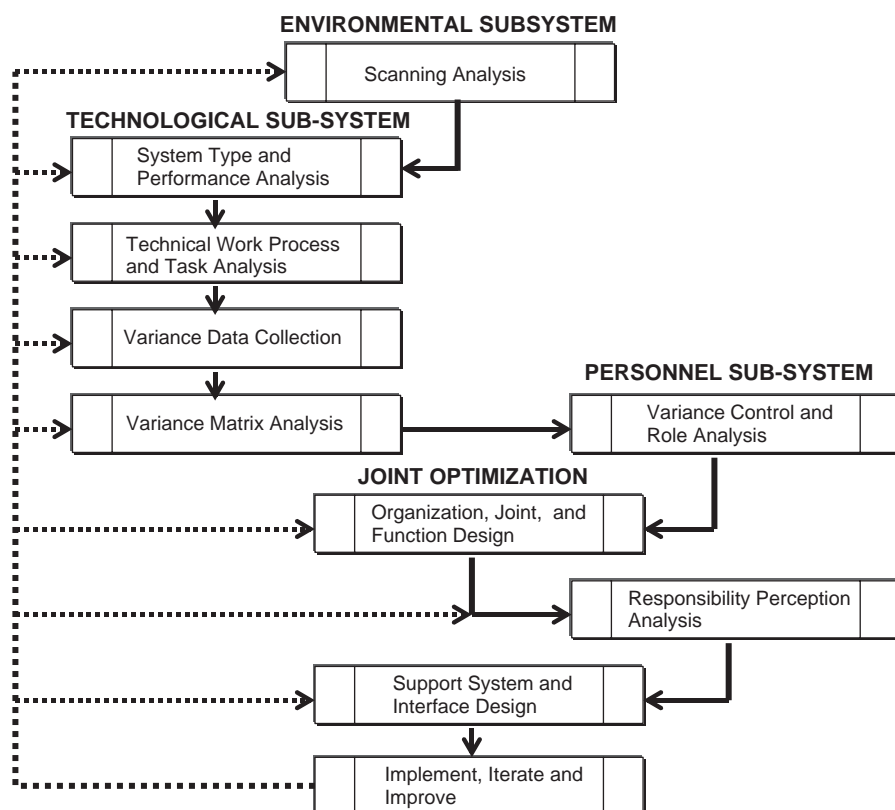 ENVIRONMENTAL SUBSYSTEM
Scanning Analysis
TECHNOLOGICAL SUB-SYSTEM
System Type and
Performance Analysis
Technical Work Process
and Task Analysis
Variance Data Collection
PERSONNEL SUB-SYSTEM
Variance Matrix Analysis
Variance Control and
Role Analysis
JOINT OPTIMIZATION
Organization, Joint, and
Function Design
Responsibility Perception
Analysis
Support System and
Interface Design
Implement, Iterate and
Improve